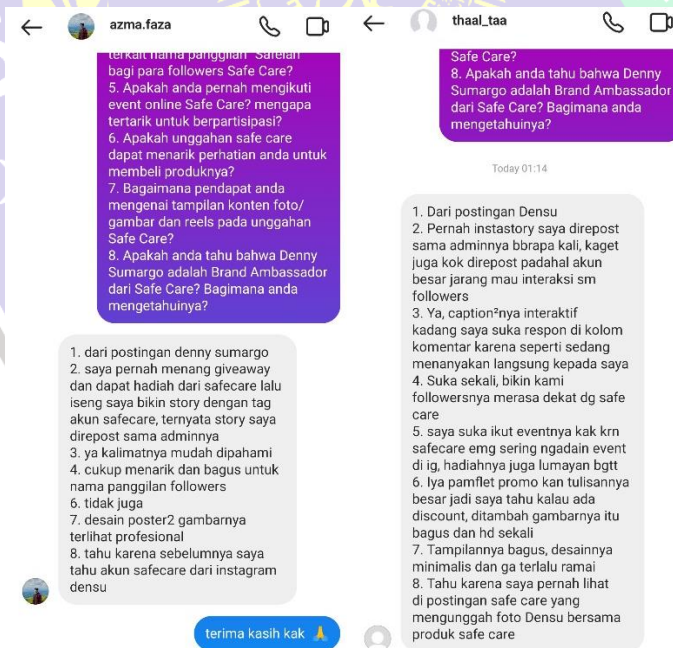 azma.faza
terkait nama panggilan "Safelan"
bagi para followers Safe Care?
5. Apakah anda pernah mengikuti
event online Safe Care? mengapa
tertarik untuk berpartisipasi?
6. Apakah unggahan safe care
dapat menarik perhatian anda untuk
membeli produknya?
7. Bagaimana pendapat anda
mengenai tampilan konten foto/
gambar dan reels pada unggahan
Safe Care?
8. Apakah anda tahu bahwa Denny
Sumargo adalah Brand Ambassador
dari Safe Care? Bagimana anda
mengetahuinya?
1. dari postingan denny sumargo
2. saya pernah menang giveaway
dan dapat hadiah dari safecare lalu
iseng saya bikin story dengan tag
akun safecare, ternyata story saya
direpost sama adminnya
3. ya kalimatnya mudah dipahami
4. cukup menarik dan bagus untuk
nama panggilan followers
6. tidak juga
7. desain poster2 gambarnya
terlihat profesional
8. tahu karena sebelumnya saya
tahu akun safecare dari instagram
densu
terima kasih kak 🙏
thaal_taa
Safe Care?
8. Apakah anda tahu bahwa Denny
Sumargo adalah Brand Ambassador
dari Safe Care? Bagimana anda
mengetahuinya?
Today 01:14
1. Dari postingan Densu
2. Pernah instastory saya direpost
sama adminnya bbrapa kali, kaget
juga kok direpost padahal akun
besar jarang mau interaksi sm
followers
3. Ya, caption²nya interaktif
kadang saya suka respon di kolom
komentar karena seperti sedang
menanyakan langsung kepada saya
4. Suka sekali, bikin kami
followersnya merasa dekat dg safe
care
5. saya suka ikut eventnya kak krn
safecare emg sering ngadain event
di ig, hadiahnya juga lumayan bgtt
6. Iya pamflet promo kan tulisannya
besar jadi saya tahu kalau ada
discount, ditambah gambarnya itu
bagus dan hd sekali
7. Tampilannya bagus, desainnya
minimalis dan ga terlalu ramai
8. Tahu karena saya pernah lihat
di postingan safe care yang
mengunggah foto Densu bersama
produk safe care